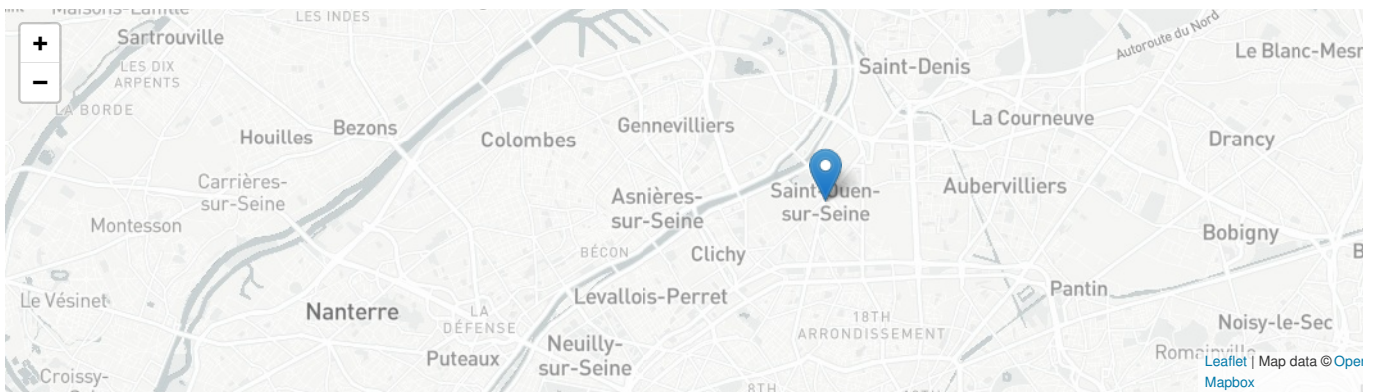 Maisons-Laffitte
LES INDES
Autoroute du Nord
+
Sartrouville
Le Blanc-Mesn
Saint-Denis
LES DIX
ARPENTS
−
LA BORDE
La Courneuve
Gennevilliers
Bezons
Houilles
Colombes
Drancy
Carrières-
sur-Seine
Asnières-
sur-Seine
Saint-Ouen-
sur-Seine
Aubervilliers
Montesson
Bobigny
BÉCON
Clichy
B
Pantin
Le Vésinet
Levallois-Perret
Nanterre
LA
DÉFENSE
18TH
ARRONDISSEMENT
Noisy-le-Sec
Neuilly-
sur-Seine
Puteaux
Romainville
Croissy-
Leaflet | Map data © Open
Mapbox
8TH